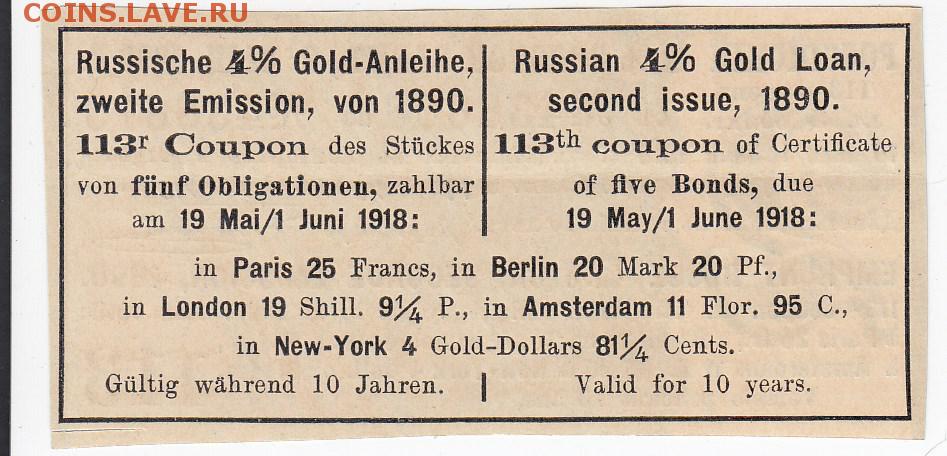 COINS.LAVE.RU
Russische 4% Gold-Anleihe,
zweite Emission, von 1890.
113r Coupon des Stückes
von fünf Obligationen, zahlbar
am 19 Mai/1 Juni 1918:
Russian 4% Gold Loan,
second issue, 1890.
113th coupon of Certificate
of five Bonds, due
19 May/1 June 1918:
in Paris 25 Francs, in Berlin 20 Mark 20 Pf.,
in London 19 Shill. 9¼ P., in Amsterdam 11 Flor. 95 C.,
in New-York 4 Gold-Dollars 81¼ Cents.
Gültig während 10 Jahren.
Valid for 10 years.